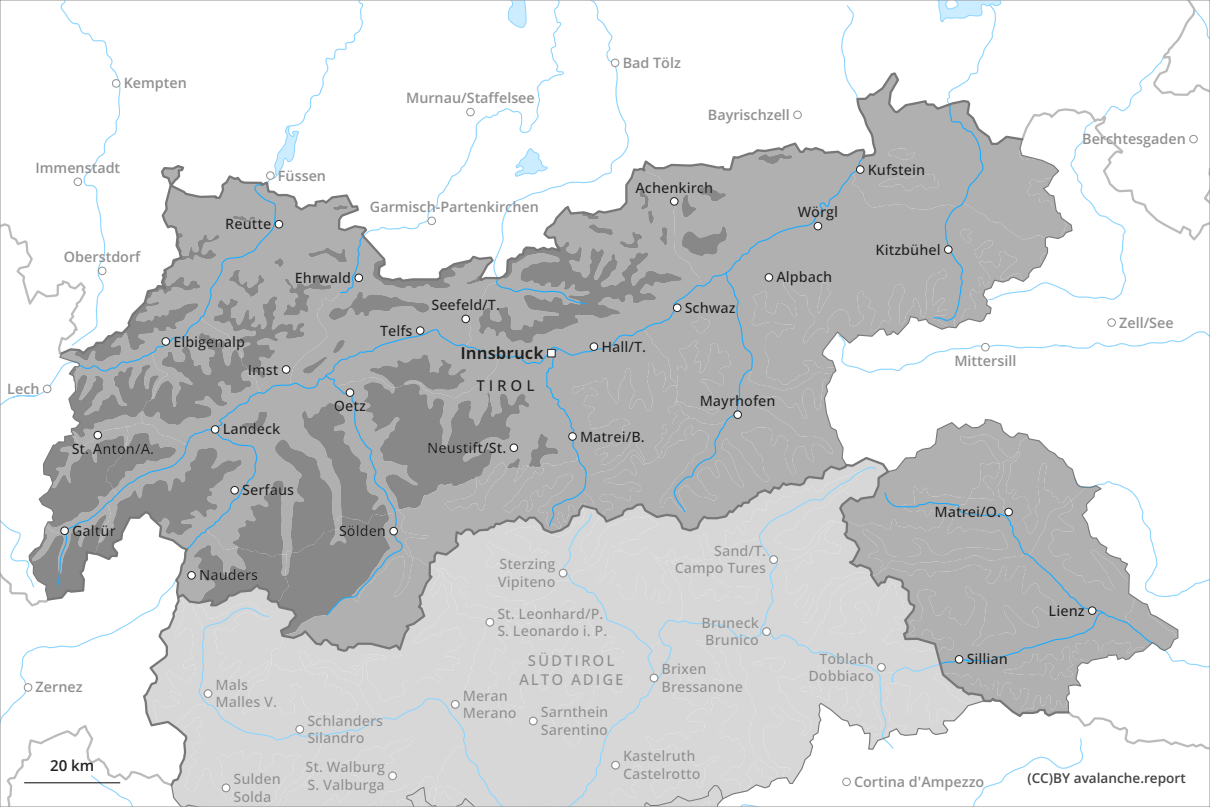 Bad Tölz
Kempten
Murnau/Staffelsee
Bayrischzell
Berchtesgaden
Immenstadt
Füssen
Kufstein
Achenkirch
Garmisch-Partenkirchen
Wörgl
Reutte
Kitzbühel
Oberstdorf
Ehrwald
Alpbach
Seefeld/T.
Schwaz
Zell/See
Telfs
Elbigenalp
Innsbruck
Hall/T.
Mittersill
Imst
TIROL
Lech
Oetz
Mayrhofen
Landeck
Matrei/B.
St. Anton/A.
Neustift/St.
Serfaus
Matrei/O.
Galtür
Sölden
Sand/T.
Campo Tures
Sterzing
Vipiteno
Nauders
Lienz
St. Leonhard/P.
S. Leonardo i. P.
Bruneck
Brunico
SÜDTIROL
ALTO ADIGE
Toblach
Dobbiaco
Sillian
Brixen
Bressanone
Zernez
Mals
Malles V.
Meran
Merano
Sarnthein
Sarentino
Schlanders
Silandro
Kastelruth
Castelrotto
20 km
St. Walburg
S. Valburga
Sulden
Solda
Cortina d'Ampezzo
(CC)BY avalanche.report